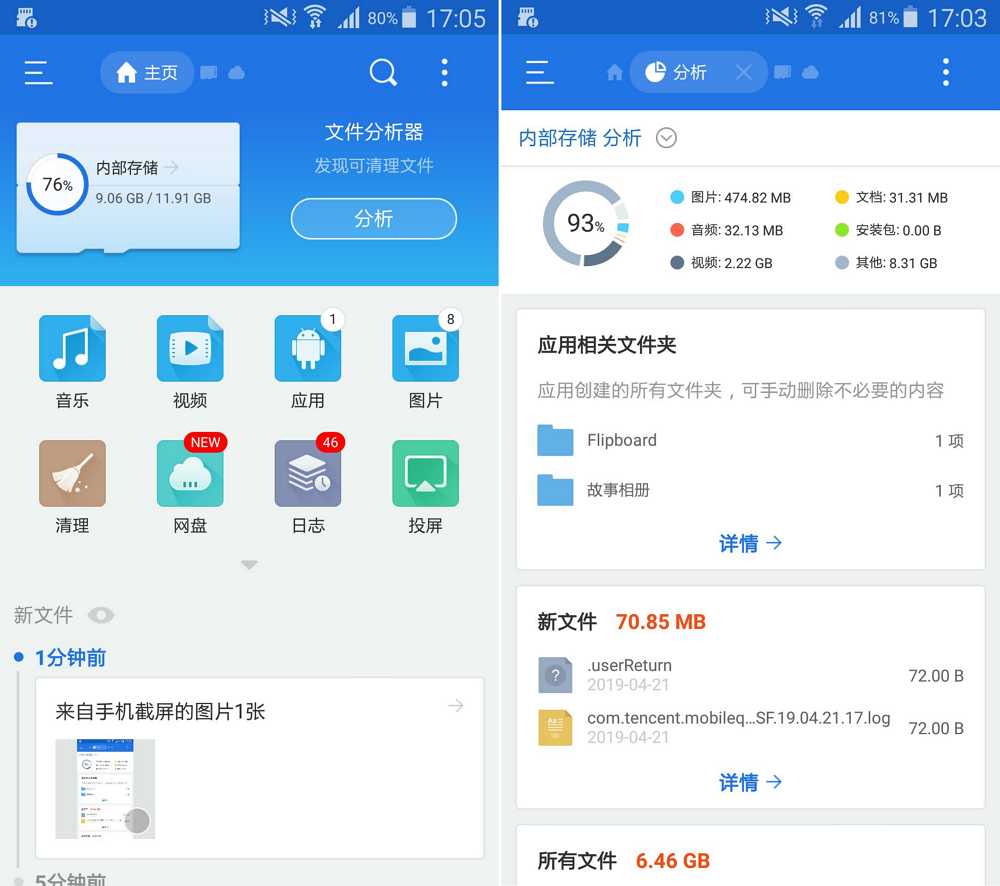 80% 17:05
主页
76%
内部存储
9.06 GB / 11.91 GB
文件分析器
发现可清理文件
分析
音乐
视频
1
应用
8
图片
清理
NEW
网盘
46
日志
投屏
新文件
1分钟前
来自手机截屏的图片1张
5分钟前
81% 17:03
分析
内部存储 分析
93%
图片: 474.82 MB
文档: 31.31 MB
音频: 32.13 MB
安装包: 0.00 B
视频: 2.22 GB
其他: 8.31 GB
应用相关文件夹
应用创建的所有文件夹，可手动删除不必要的内容
Flipboard 1 项
故事相册 1 项
详情
新文件 70.85 MB
.userReturn
2019-04-21
72.00 B
com.tencent.mobileq...SF.19.04.21.17.log
2019-04-21
72.00 B
详情
所有文件 6.46 GB